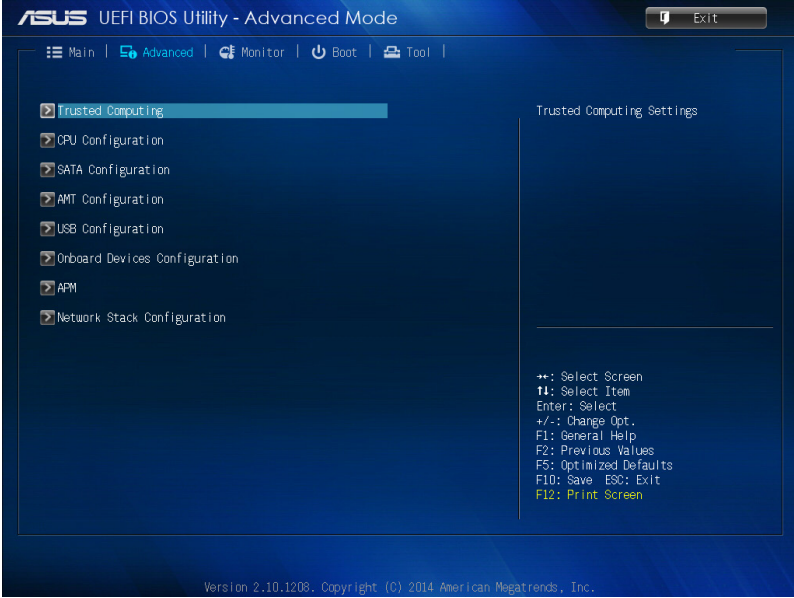 ASUS UEFI BIOS Utility - Advanced Mode
Exit
Main | Advanced | Monitor | Boot | Tool |
Trusted Computing
CPU Configuration
SATA Configuration
AMT Configuration
USB Configuration
Onboard Devices Configuration
APM
Network Stack Configuration
Trusted Computing Settings
→←: Select Screen
↑↓: Select Item
Enter: Select
+/-: Change Opt.
F1: General Help
F2: Previous Values
F5: Optimized Defaults
F10: Save  ESC: Exit
F12: Print Screen
Version 2.10.1208. Copyright (C) 2014 American Megatrends, Inc.